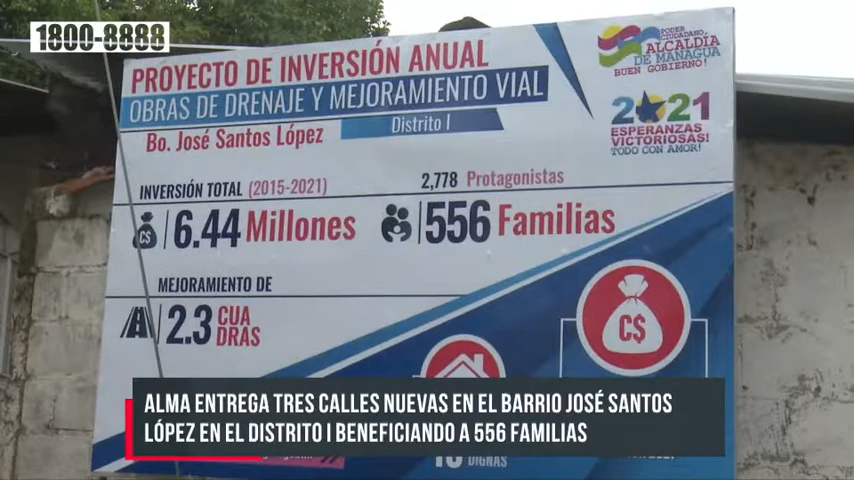 1800-8888
PROYECTO DE INVERSIÓN ANUAL
OBRAS DE DRENAJE Y MEJORAMIENTO VIAL
Bo. José Santos López
Distrito I
PODER CIUDADANO
ALCALDÍA DE MANAGUA
BUEN GOBIERNO!
2021
ESPERANZAS
VICTORIOSAS!
TODO CON AMOR!
INVERSIÓN TOTAL (2015-2021)
C$ 6.44 Millones
2,778 Protagonistas
556 Familias
MEJORAMIENTO DE
2.3 CUADRAS
C$
DIGNAS
ALMA ENTREGA TRES CALLES NUEVAS EN EL BARRIO JOSÉ SANTOS
LÓPEZ EN EL DISTRITO I BENEFICIANDO A 556 FAMILIAS